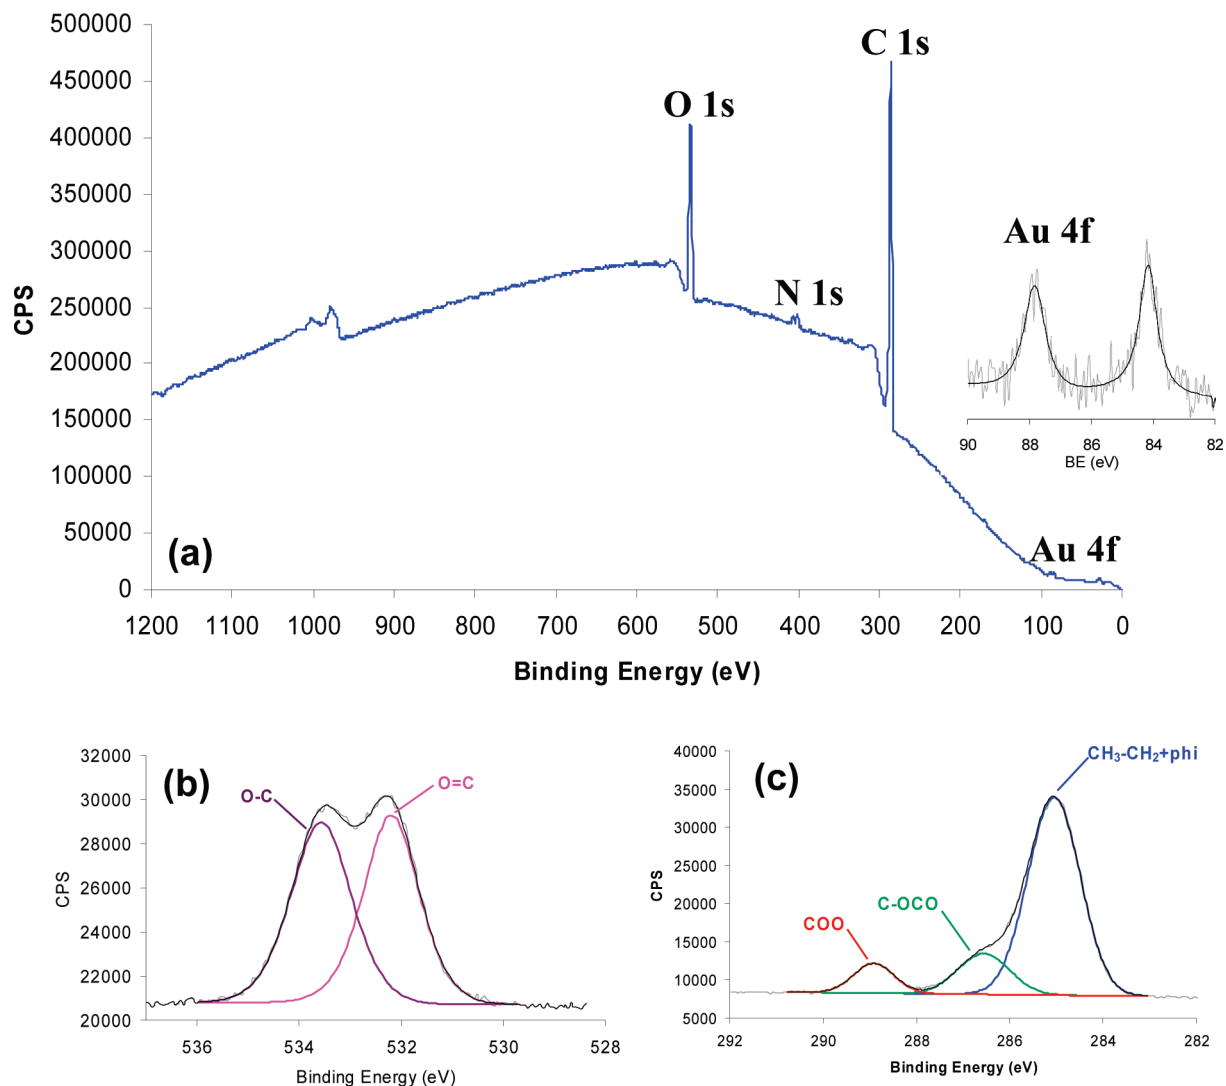 500000
450000
400000
350000
300000
250000
200000
150000
100000
50000
0
CPS
C 1s
O 1s
N 1s
Au 4f
90 88 86 84 82
BE (eV)
Au 4f
(a)
1200 1100 1000 900 800 700 600 500 400 300 200 100 0
Binding Energy (eV)
32000
30000
28000
26000
24000
22000
20000
CPS
(b)
O-C
O=C
536 534 532 530 528
Binding Energy (eV)
40000
35000
30000
25000
20000
15000
10000
5000
CPS
(c)
CH₃-CH₂+phi
C-OCO
COO
292 290 288 286 284 282
Binding Energy (eV)